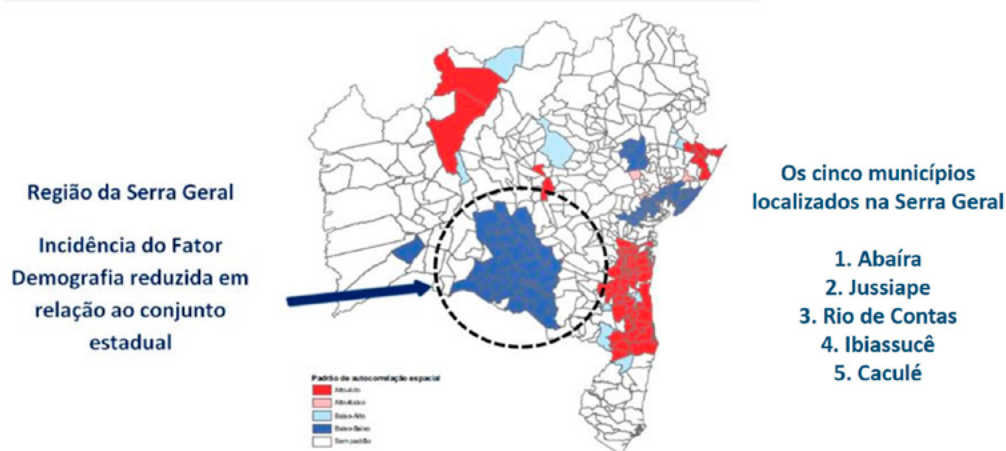 Região da Serra Geral
Incidência do Fator
Demografia reduzida em
relação ao conjunto
estadual
Padrão de autocorrelação espacial
Alto-Alto
Alto-Baixo
Baixo-Alto
Baixo-Baixo
Sem padrão
Os cinco municípios
localizados na Serra Geral
1. Abaíra
2. Jussiape
3. Rio de Contas
4. Ibiassucê
5. Caculé